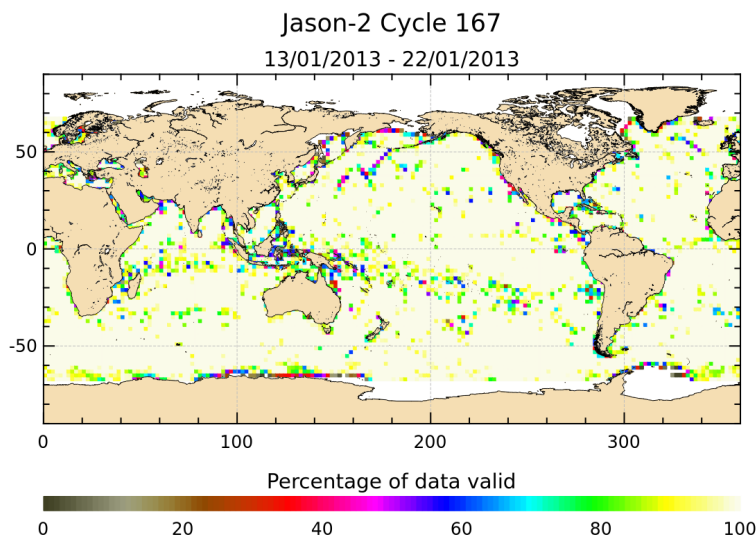 Jason-2 Cycle 167
13/01/2013 - 22/01/2013
50
0
-50
0 100 200 300
Percentage of data valid
0 20 40 60 80 100